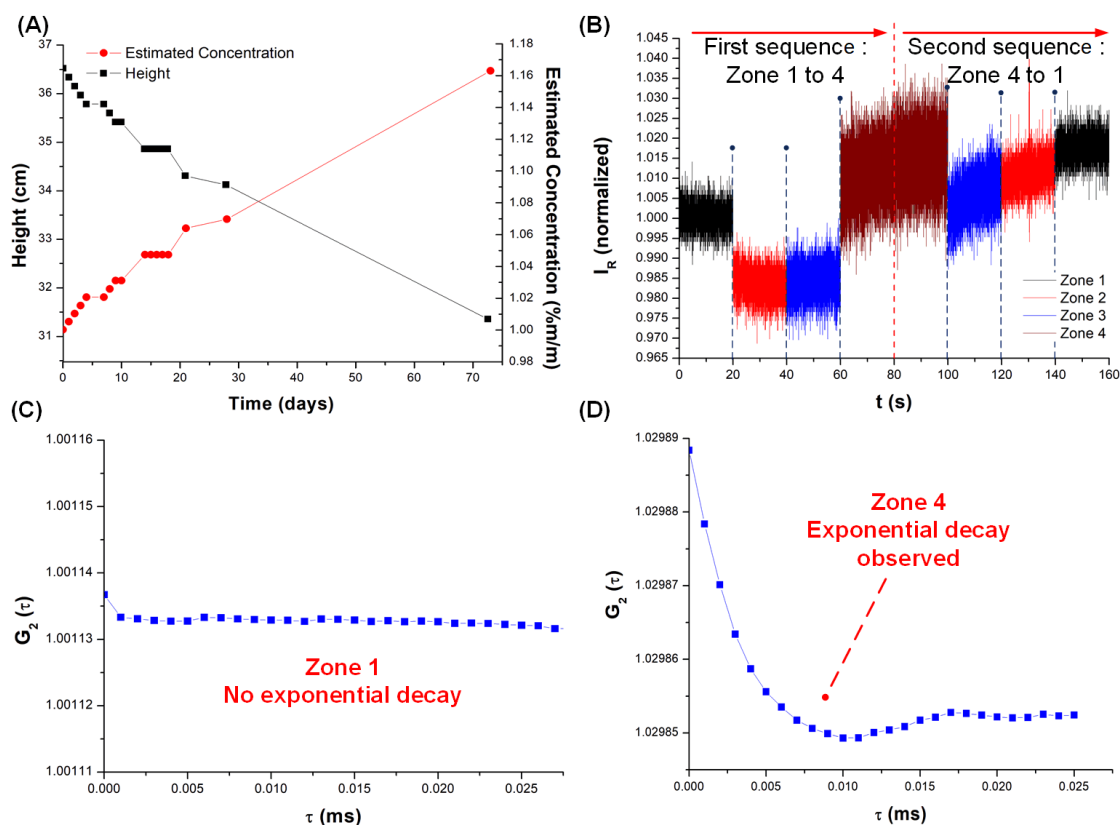 (A)
37
36
35
34
33
32
31
Height (cm)
Estimated Concentration
Height
1.18
1.16
1.14
1.12
1.10
1.08
1.06
1.04
1.02
1.00
0.98
Estimated Concentration (%m/m)
0
10
20
30
40
50
60
70
Time (days)
(B)
1.045
1.040
1.035
1.030
1.025
1.020
1.015
1.010
1.005
1.000
0.995
0.990
0.985
0.980
0.975
0.970
0.965
I_R (normalized)
First sequence :
Zone 1 to 4
Second sequence :
Zone 4 to 1
Zone 1
Zone 2
Zone 3
Zone 4
0
20
40
60
80
100
120
140
160
t (s)
(C)
1.00116
1.00115
1.00114
1.00113
1.00112
1.00111
G₂ (τ)
Zone 1
No exponential decay
0.000
0.005
0.010
0.015
0.020
0.025
τ (ms)
(D)
1.02989
1.02988
1.02987
1.02986
1.02985
G₂ (τ)
Zone 4
Exponential decay
observed
0.000
0.005
0.010
0.015
0.020
0.025
τ (ms)